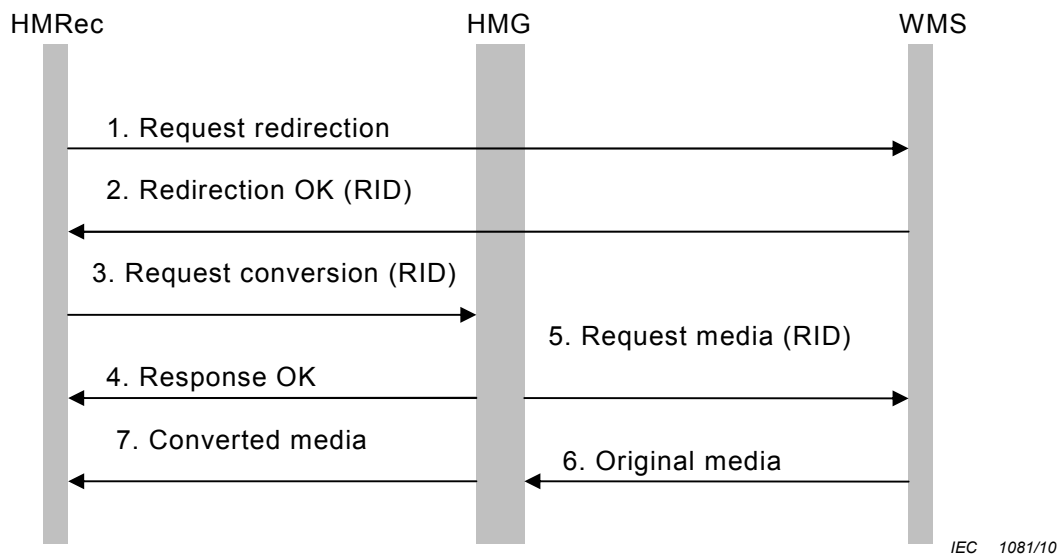 HMRec HMG WMS
1. Request redirection
2. Redirection OK (RID)
3. Request conversion (RID)
5. Request media (RID)
4. Response OK
7. Converted media
6. Original media
IEC 1081/10